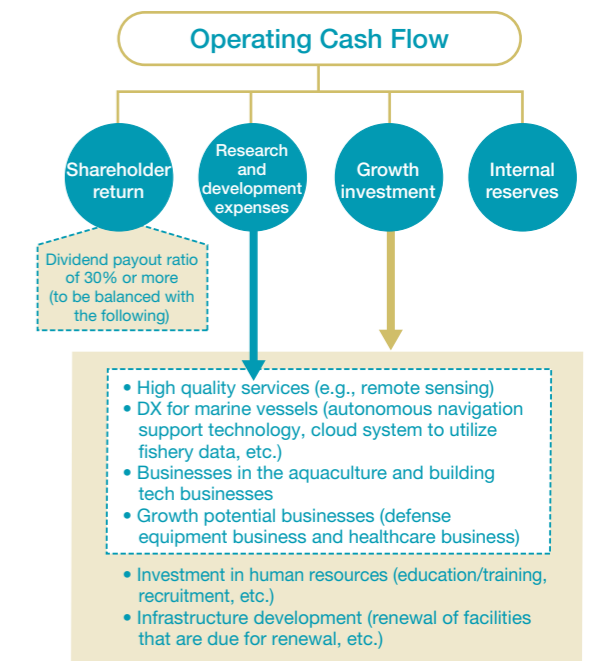 Operating Cash Flow
Shareholder
return
Research
and
development
expenses
Growth
investment
Internal
reserves
Dividend payout ratio
of 30% or more
(to be balanced with
the following)
• High quality services (e.g., remote sensing)
• DX for marine vessels (autonomous navigation
support technology, cloud system to utilize
fishery data, etc.)
• Businesses in the aquaculture and building
tech businesses
• Growth potential businesses (defense
equipment business and healthcare business)
• Investment in human resources (education/training,
recruitment, etc.)
• Infrastructure development (renewal of facilities
that are due for renewal, etc.)